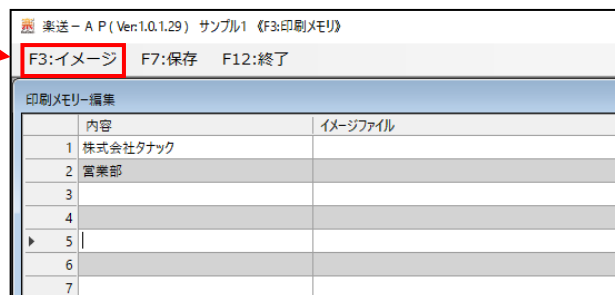 楽送－ＡＰ( Ver:1.0.1.29 ) サンプル1 《F3:印刷メモリ》
F3:イメージ F7:保存 F12:終了
印刷メモリー編集
内容 イメージファイル
1 株式会社タナック
2 営業部
3
4
5
6
7